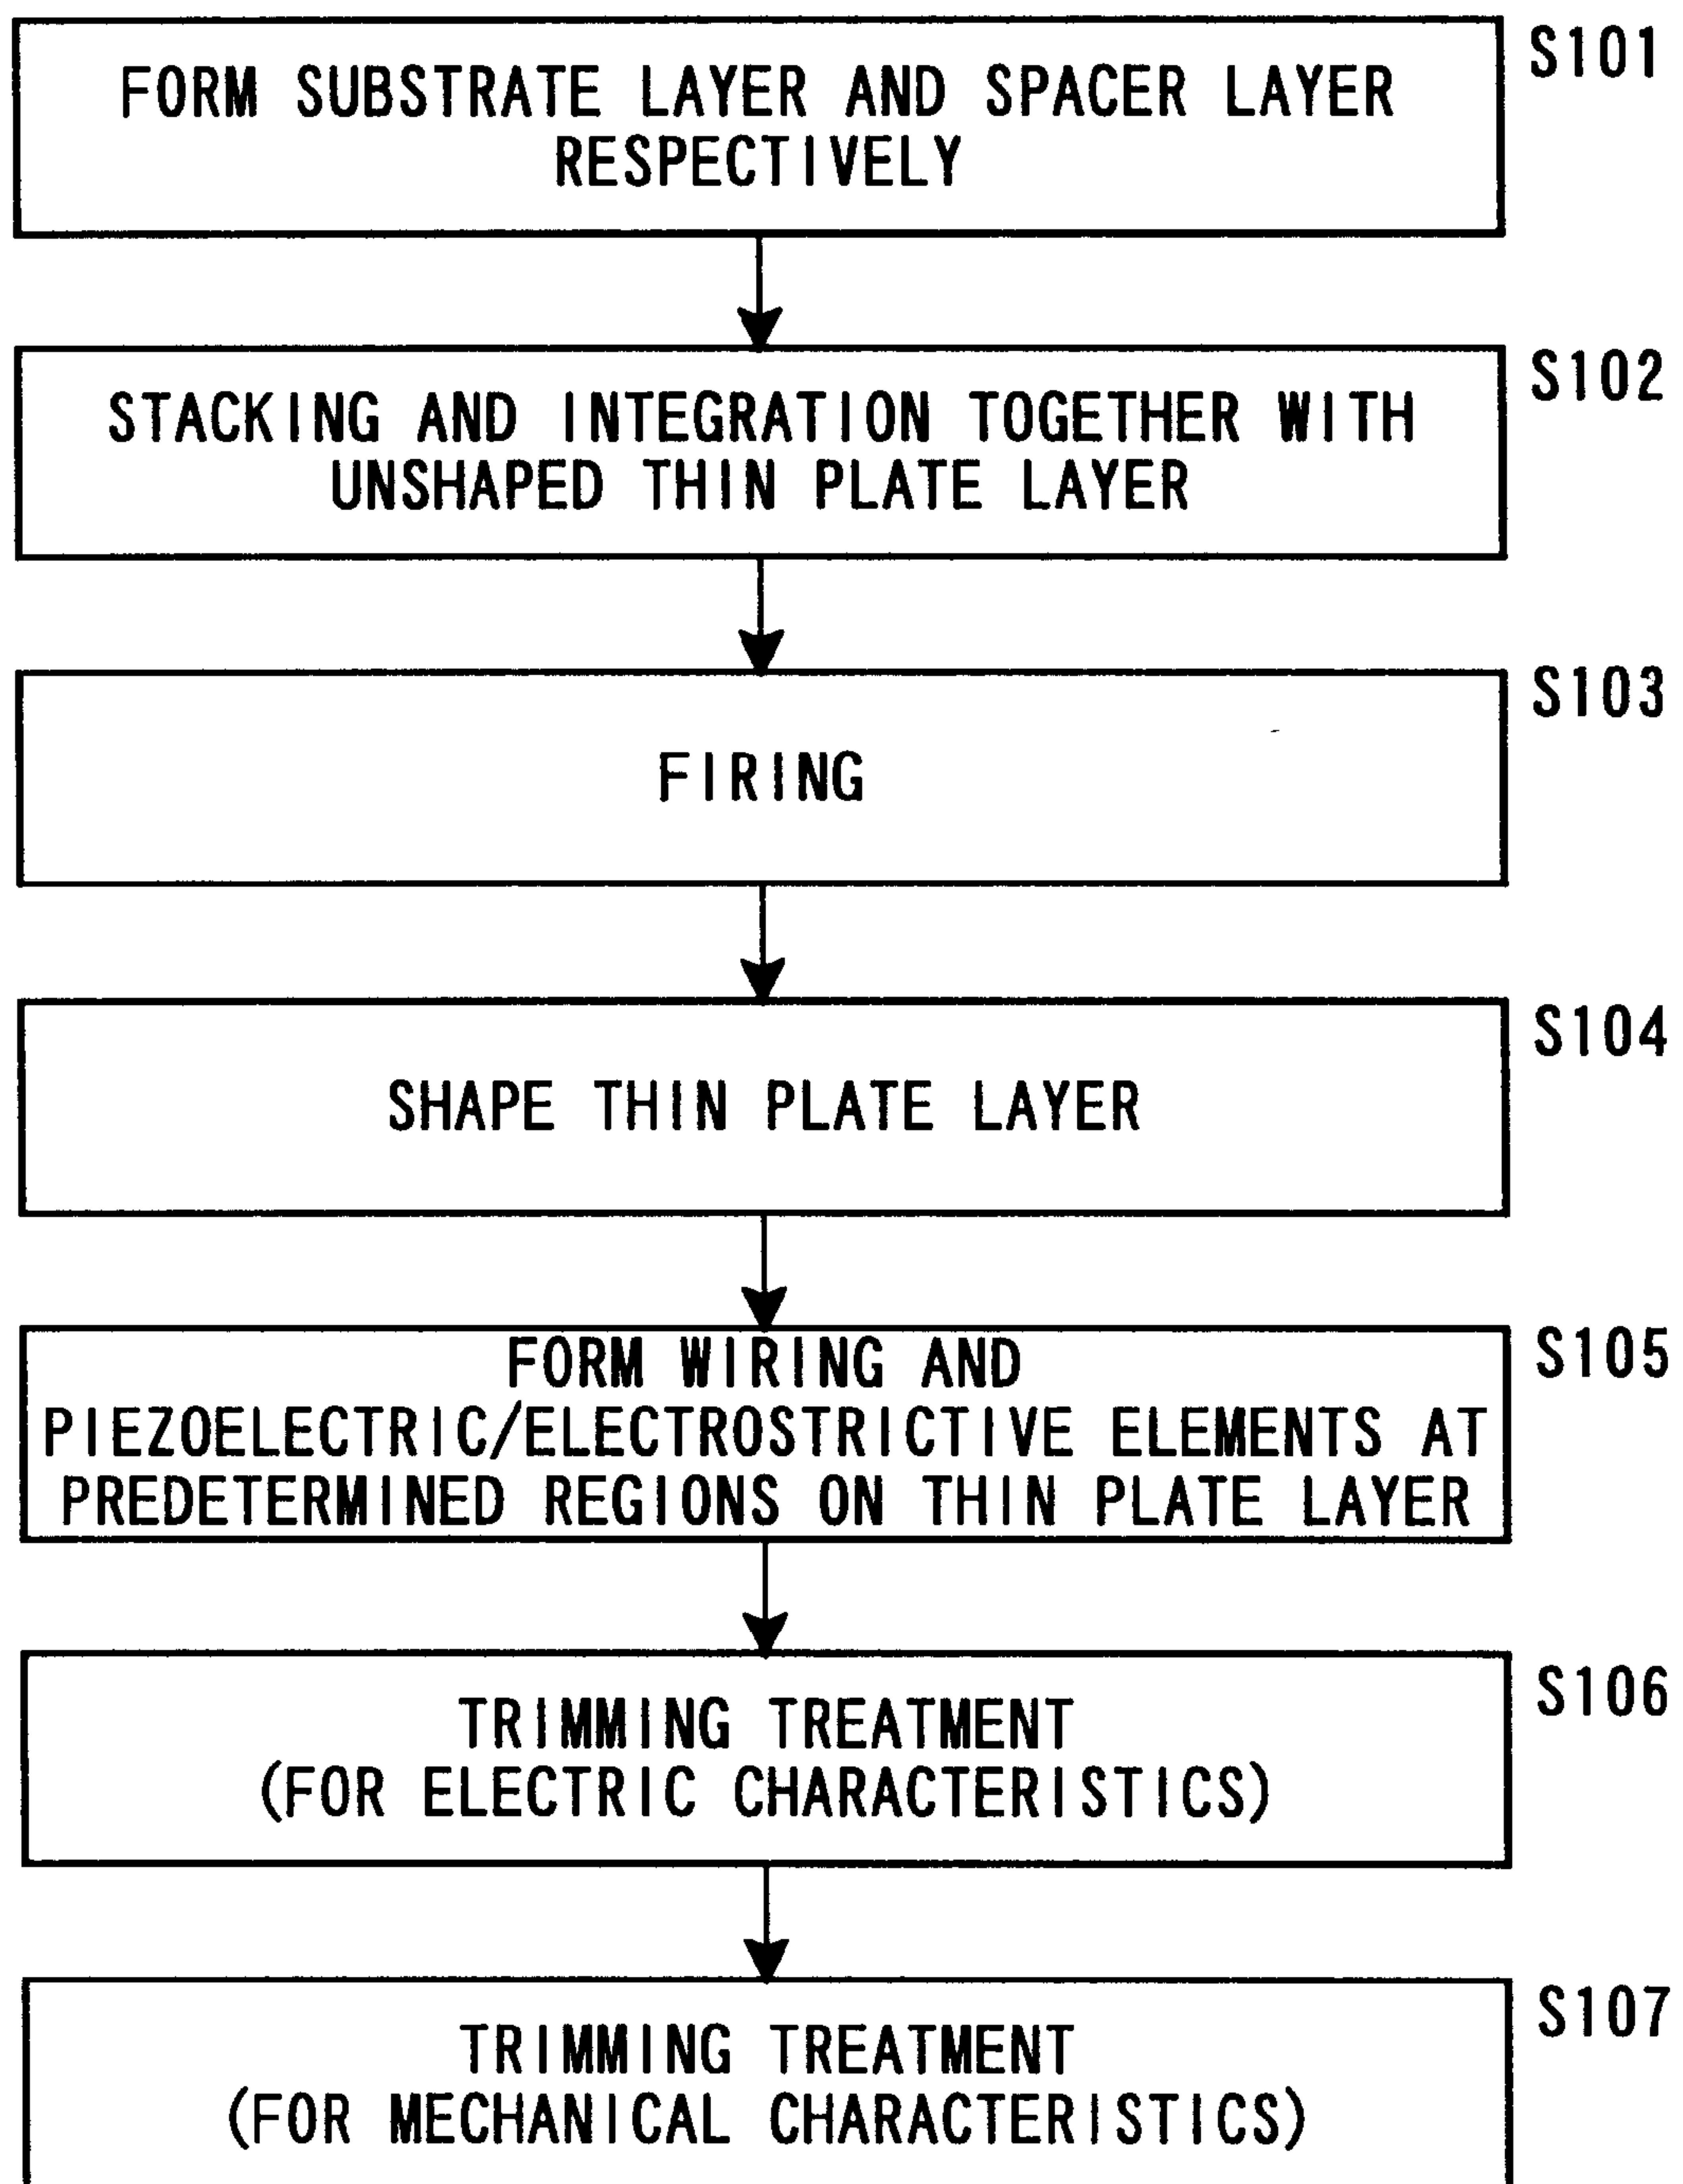 S101
FORM SUBSTRATE LAYER AND SPACER LAYER
RESPECTIVELY
S102
STACKING AND INTEGRATION TOGETHER WITH
UNSHAPED THIN PLATE LAYER
S103
FIRING
S104
SHAPE THIN PLATE LAYER
S105
FORM WIRING AND
PIEZOELECTRIC/ELECTROSTRICTIVE ELEMENTS AT
PREDETERMINED REGIONS ON THIN PLATE LAYER
S106
TRIMMING TREATMENT
(FOR ELECTRIC CHARACTERISTICS)
S107
TRIMMING TREATMENT
(FOR MECHANICAL CHARACTERISTICS)